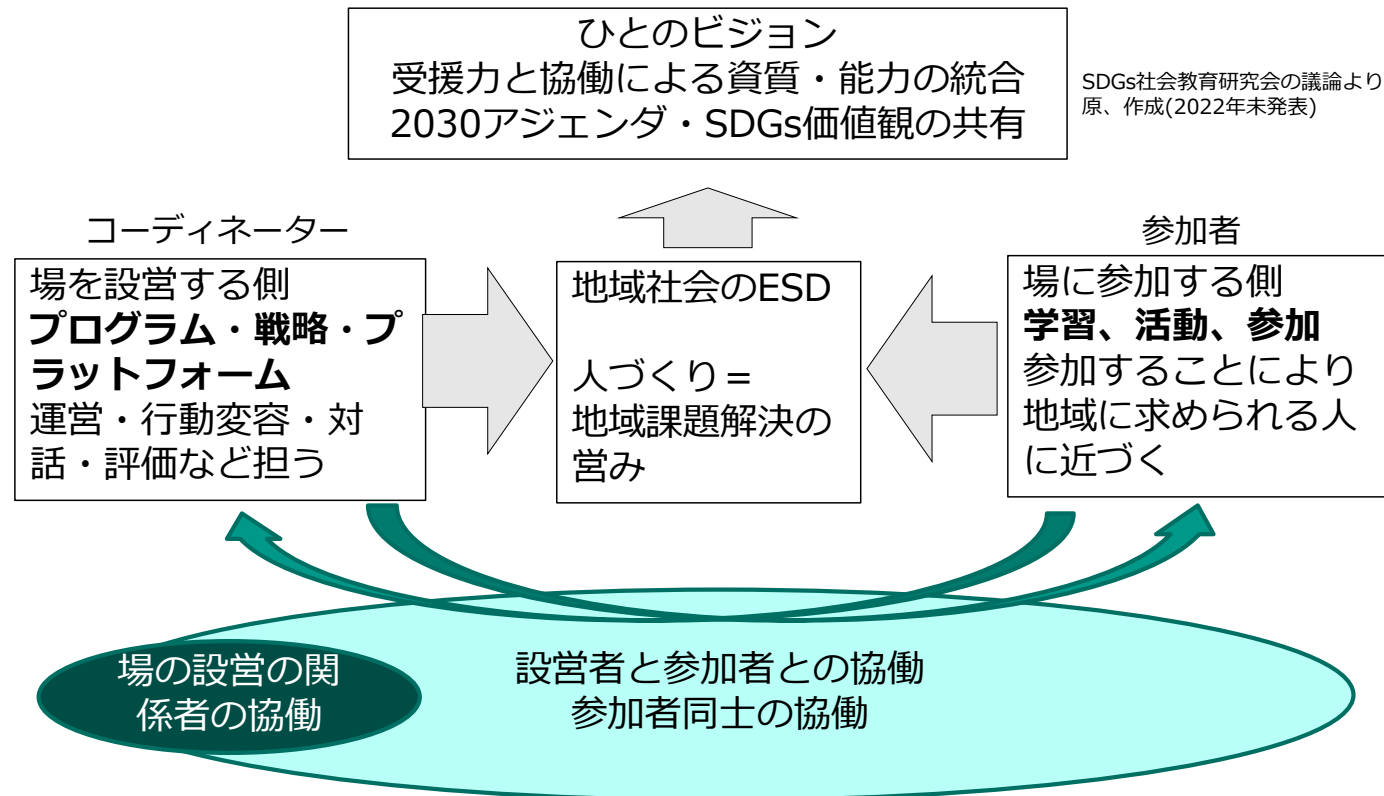 ひとのビジョン
受援力と協働による資質・能力の統合
2030アジェンダ・SDGs価値観の共有
SDGs社会教育研究会の議論より
原、作成(2022年未発表)
コーディネーター
場を設営する側
プログラム・戦略・プ
ラットフォーム
運営・行動変容・対
話・評価など担う
地域社会のESD
人づくり＝
地域課題解決の
営み
参加者
場に参加する側
学習、活動、参加
参加することにより
地域に求められる人
に近づく
場の設営の関
係者の協働
設営者と参加者との協働
参加者同士の協働